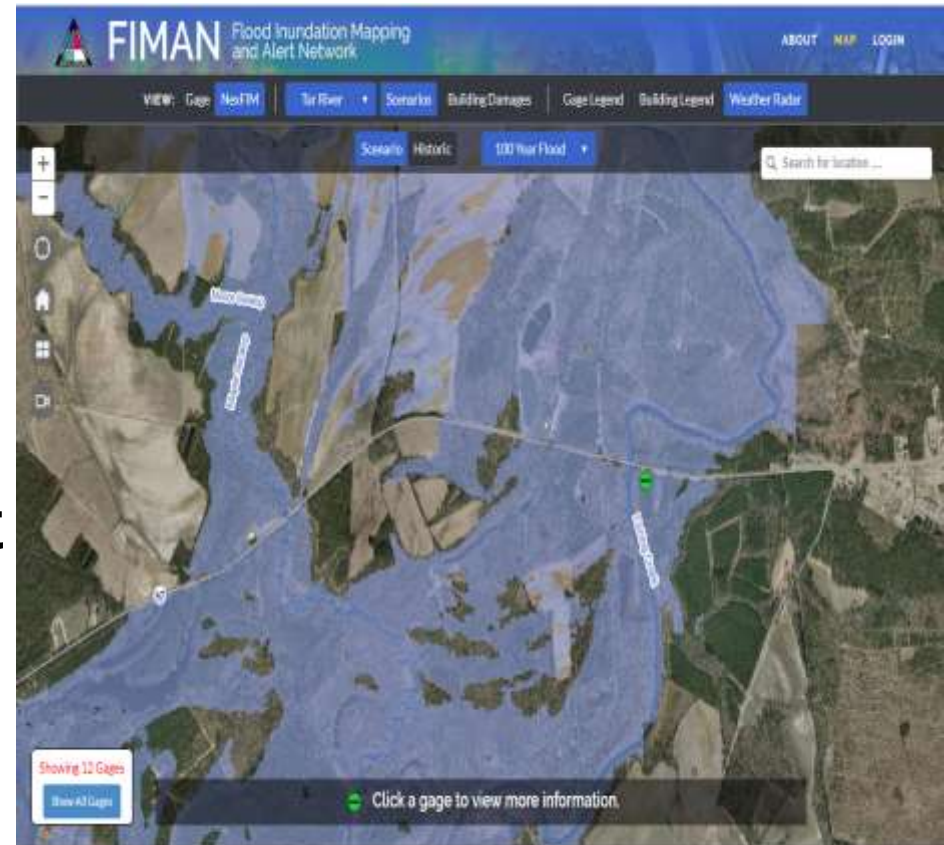 FIMAN Flood Inundation Mapping
and Alert Network
ABOUT MAP LOGIN
VIEW: Gage NexFIM Tar River Scenarios Building Damages Gage Legend Building Legend Weather Radar
Scenario Historic 100 Year Flood
Search for location ...
Showing 12 Gages
Show All Gages
Click a gage to view more information.